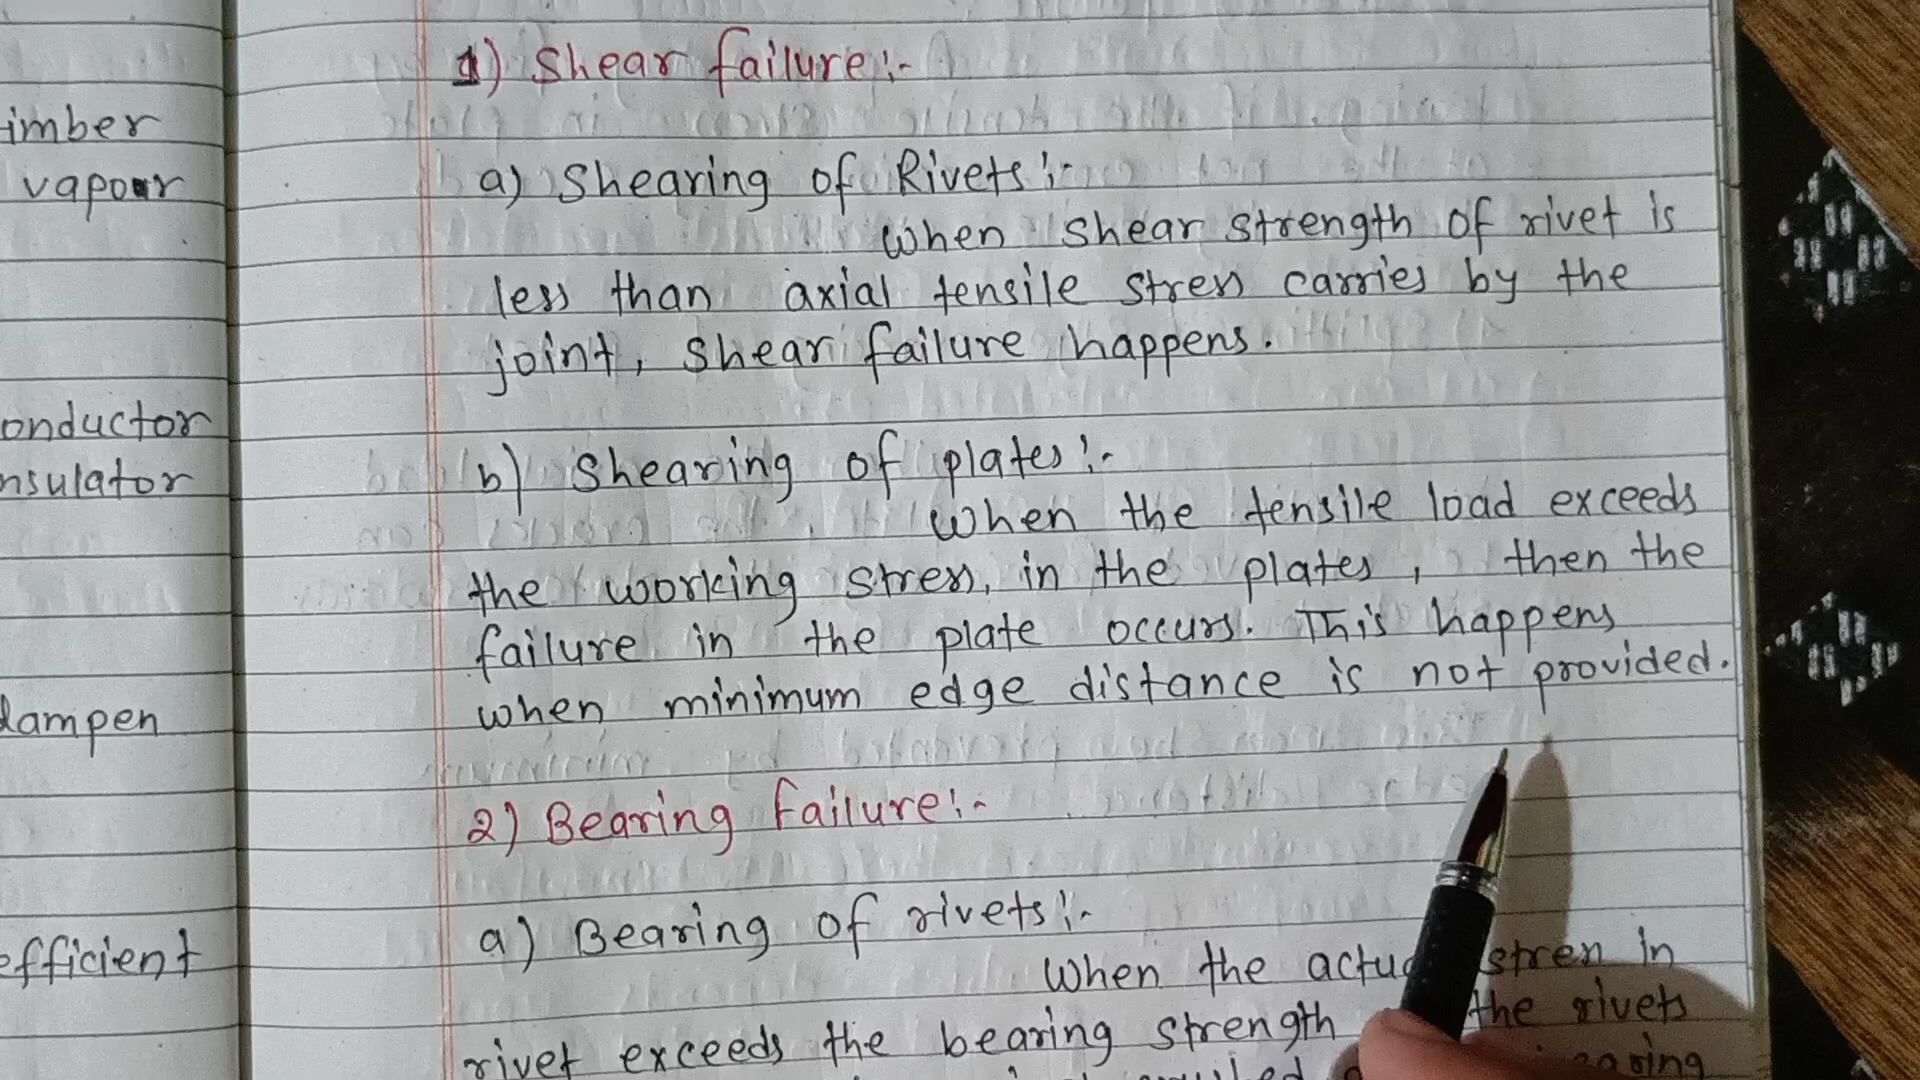 imber
vapour
onductor
nsulator
dampen
efficient
1) Shear failure:-
a) Shearing of Rivets:-
When shear strength of rivet is
less than axial tensile stress carries by the
joint, shear failure happens.
b) Shearing of plates:-
When the tensile load exceeds
the working stress, in the plates, then the
failure in the plate occurs. This happens
when minimum edge distance is not provided.
2) Bearing Failure:-
a) Bearing of rivets:-
When the actu stress in
rivet exceeds the bearing strength the rivets